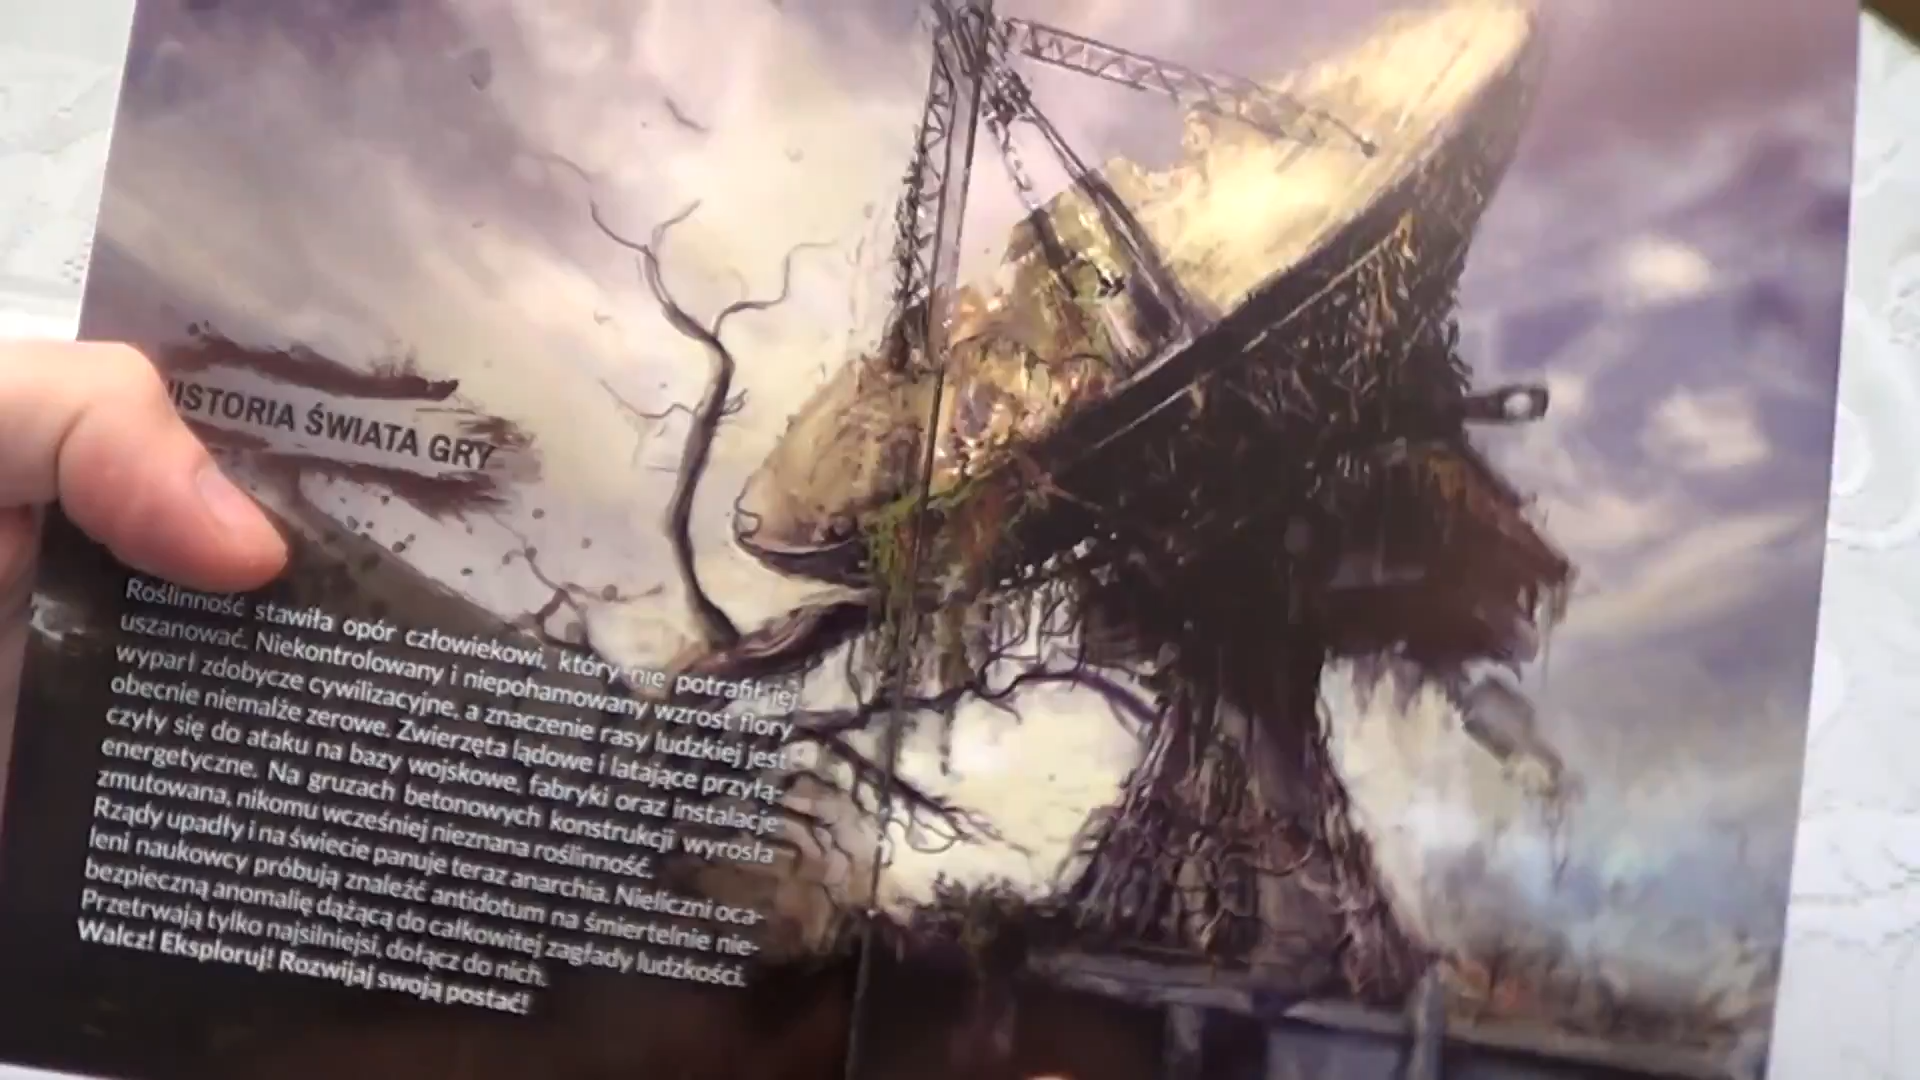 HISTORIA ŚWIATA GRY
Roślinność stawiła opór człowiekowi, który nie potrafił jej
uszanować. Niekontrolowany i niepohamowany wzrost flory
wyparł zdobycze cywilizacyjne, a znaczenie rasy ludzkiej jest
obecnie niemalże zerowe. Zwierzęta lądowe i latające przyłą-
czyły się do ataku na bazy wojskowe, fabryki oraz instalacje
energetyczne. Na gruzach betonowych konstrukcji wyrosła
zmutowana, nikomu wcześniej nieznana roślinność.
Rządy upadły i na świecie panuje teraz anarchia. Nieliczni oca-
leni naukowcy próbują znaleźć antidotum na śmiertelnie nie-
bezpieczną anomalię dążącą do całkowitej zagłady ludzkości.
Przetrwają tylko najsilniejsi, dołącz do nich.
Walcz! Eksploruj! Rozwijaj swoją postać!